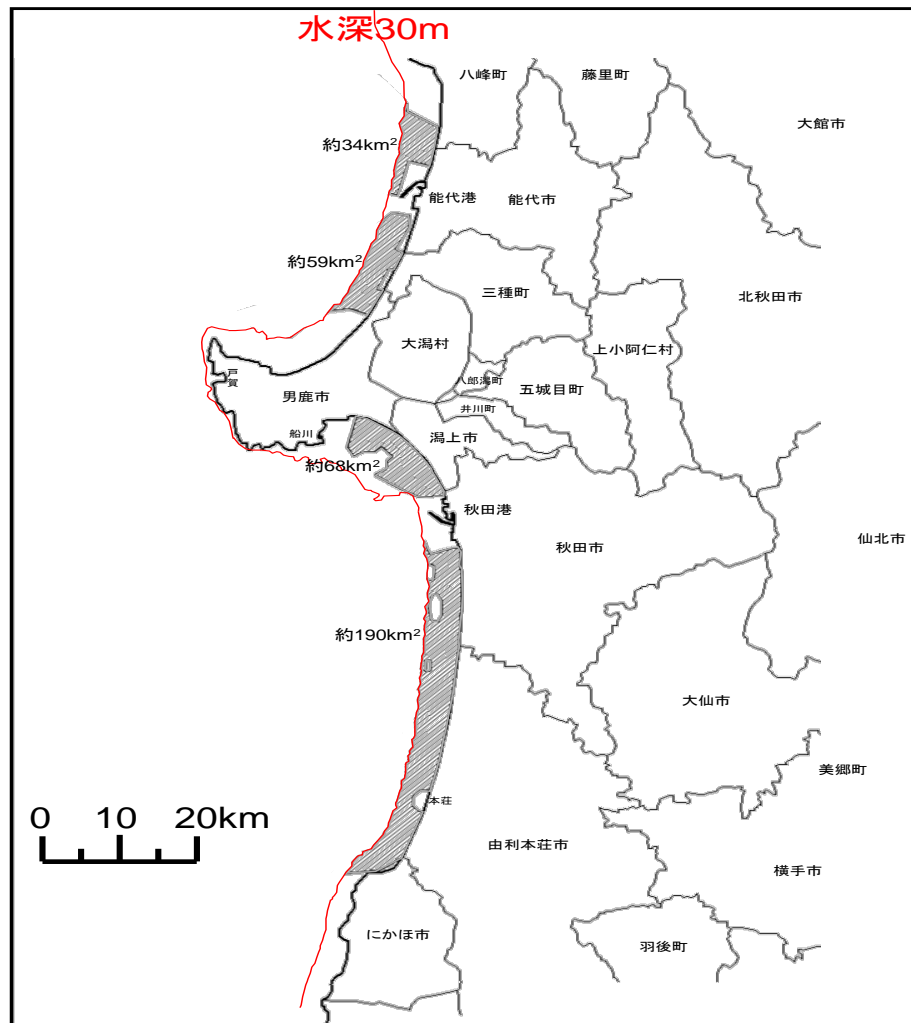 水深30m
八峰町
藤里町
大館市
約34km²
能代港
能代市
約59km²
三種町
北秋田市
大潟村
上小阿仁村
戸賀
八郎潟町
五城目町
男鹿市
井川町
船川
潟上市
約68km²
秋田港
秋田市
仙北市
約190km²
大仙市
美郷町
本荘
0 10 20km
由利本荘市
横手市
にかほ市
羽後町